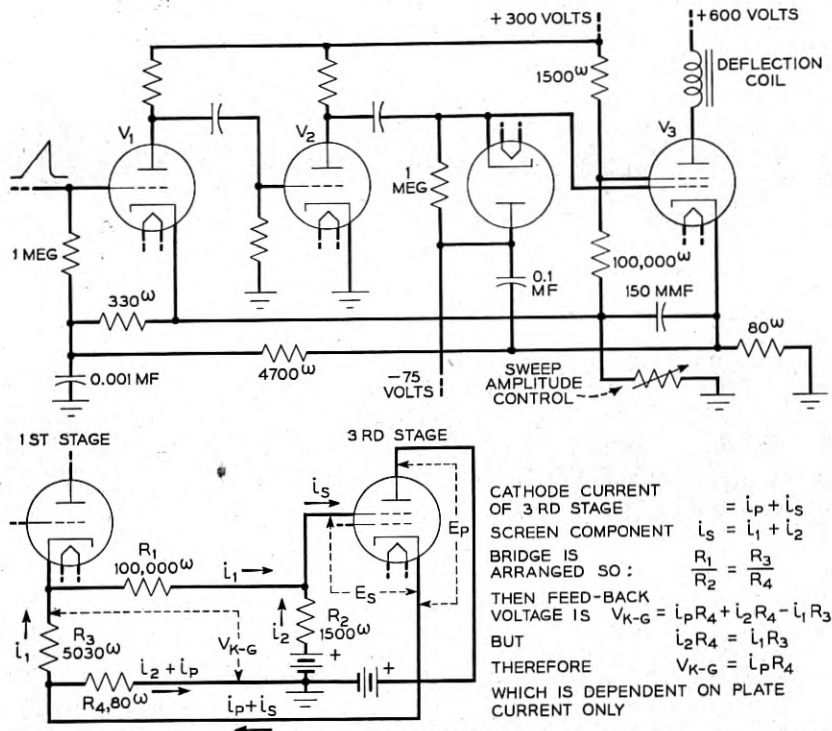 +300 VOLTS
+600 VOLTS
1500ω
DEFLECTION
COIL
V1
V2
V3
1
MEG
1 MEG
100,000ω
0.1
MF
150 MMF
330ω
80ω
4700ω
0.001 MF
-75
VOLTS
SWEEP
AMPLITUDE
CONTROL
1 ST STAGE
3 RD STAGE
is
Ep
R1
100,000ω
i1
Es
R2
1500ω
i2
+
i1
R3
5030ω
VK-G
i2+ip
+
R4,80ω
ip+is
CATHODE CURRENT
OF 3 RD STAGE = ip+is
SCREEN COMPONENT is = i1+i2
BRIDGE IS
ARRANGED SO: R1/R2 = R3/R4
THEN FEED-BACK
VOLTAGE IS VK-G = ipR4+i2R4-i1R3
BUT i2R4 = i1R3
THEREFORE VK-G = ipR4
WHICH IS DEPENDENT ON PLATE
CURRENT ONLY